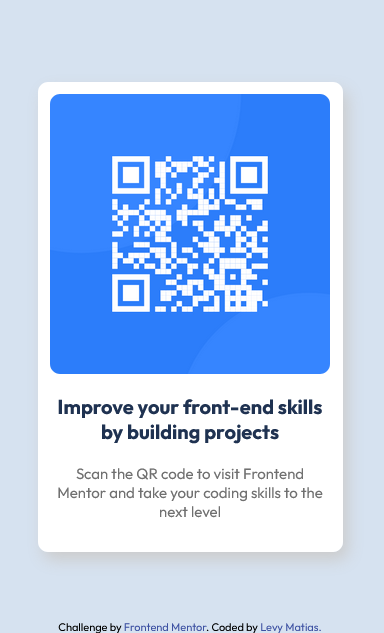 Improve your front-end skills
by building projects
Scan the QR code to visit Frontend
Mentor and take your coding skills to the
next level
Challenge by Frontend Mentor. Coded by Levy Matias.